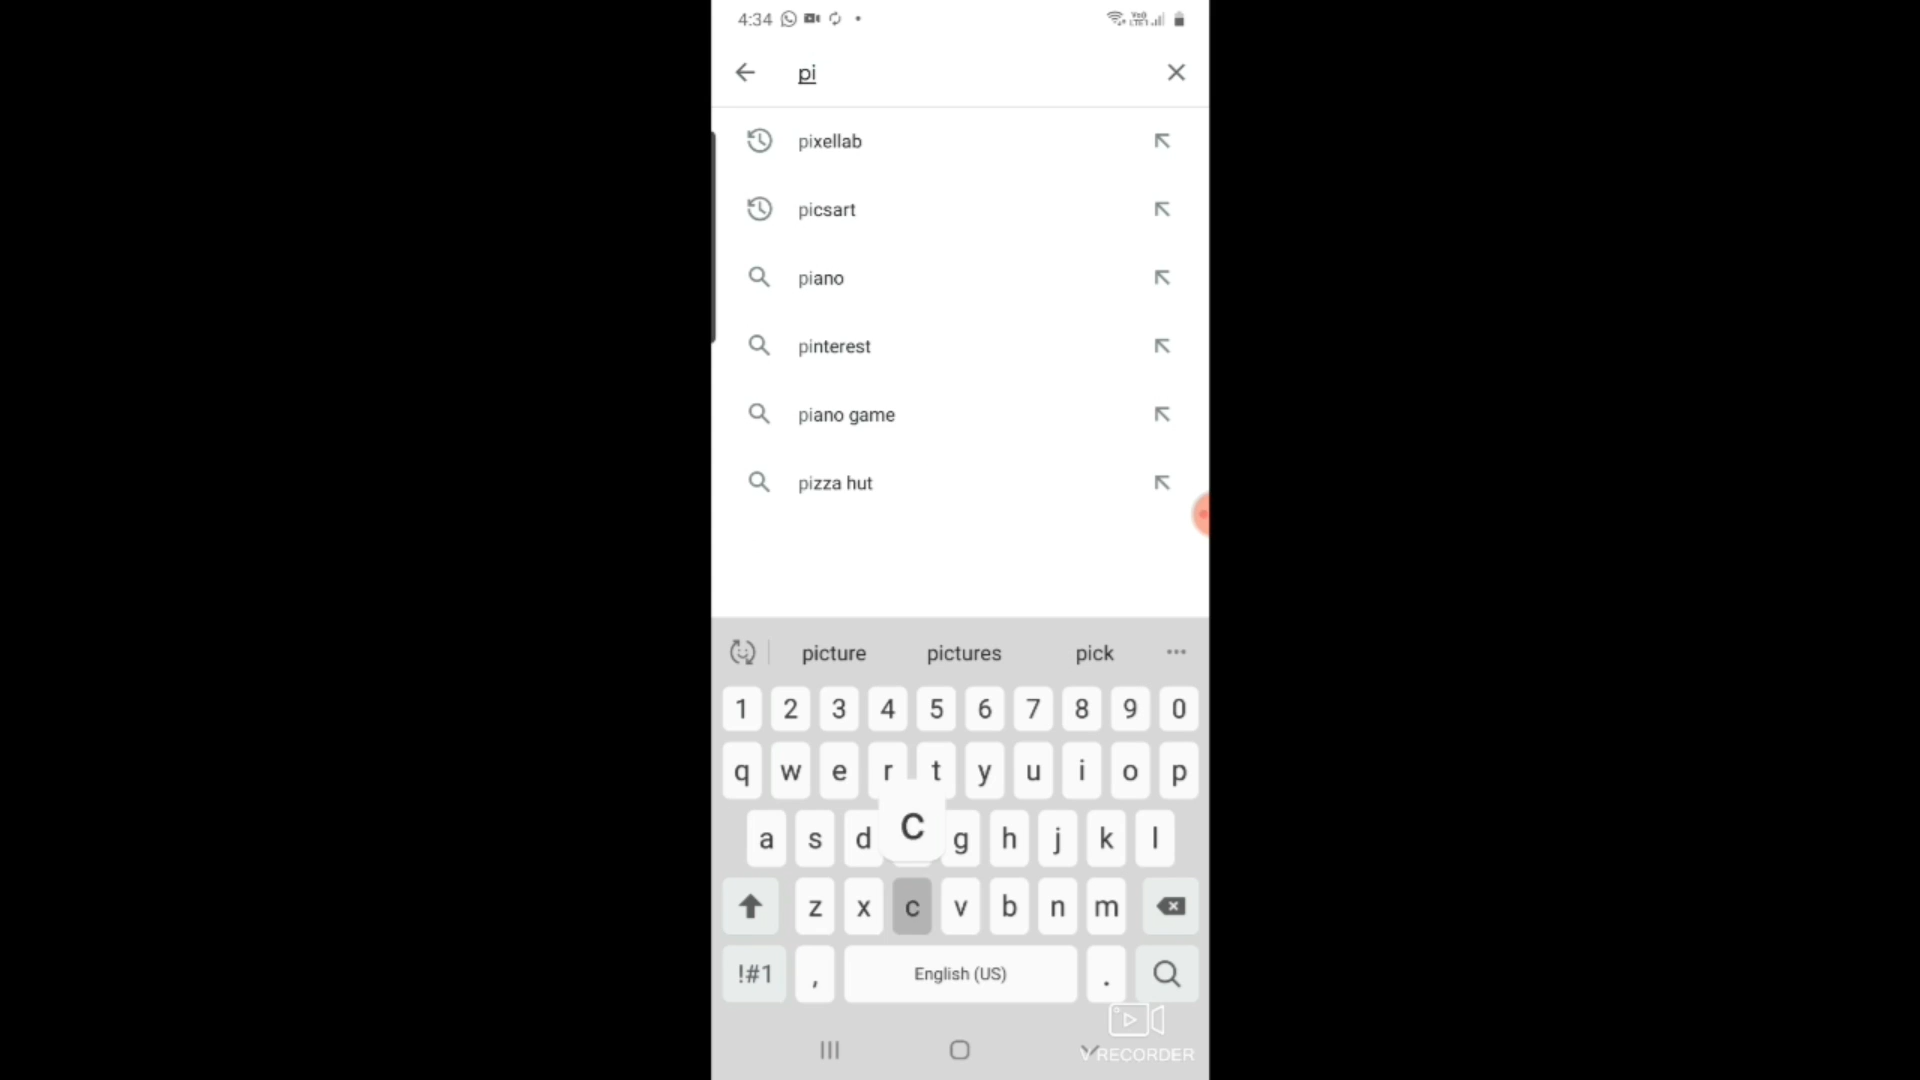 4:34
pi
pixellab
picsart
piano
pinterest
piano game
pizza hut
picture pictures pick
1 2 3 4 5 6 7 8 9 0
q w e r t y u i o p
a s d c g h j k l
z x c v b n m
!#1 , English (US) .
V RECORDER